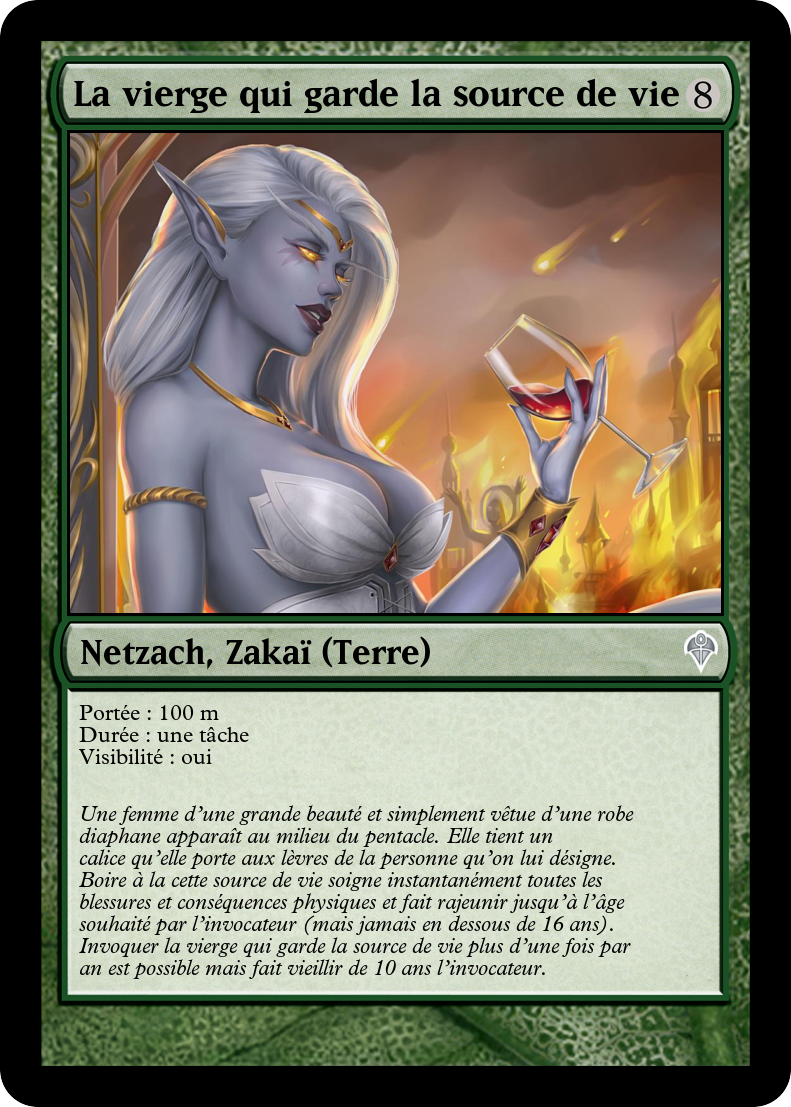 La vierge qui garde la source de vie 8
Netzach, Zakaï (Terre)
Portée : 100 m
Durée : une tâche
Visibilité : oui
Une femme d'une grande beauté et simplement vêtue d'une robe
diaphane apparaît au milieu du pentacle. Elle tient un
calice qu'elle porte aux lèvres de la personne qu'on lui désigne.
Boire à la cette source de vie soigne instantanément toutes les
blessures et conséquences physiques et fait rajeunir jusqu'à l'âge
souhaité par l'invocateur (mais jamais en dessous de 16 ans).
Invoquer la vierge qui garde la source de vie plus d'une fois par
an est possible mais fait vieillir de 10 ans l'invocateur.